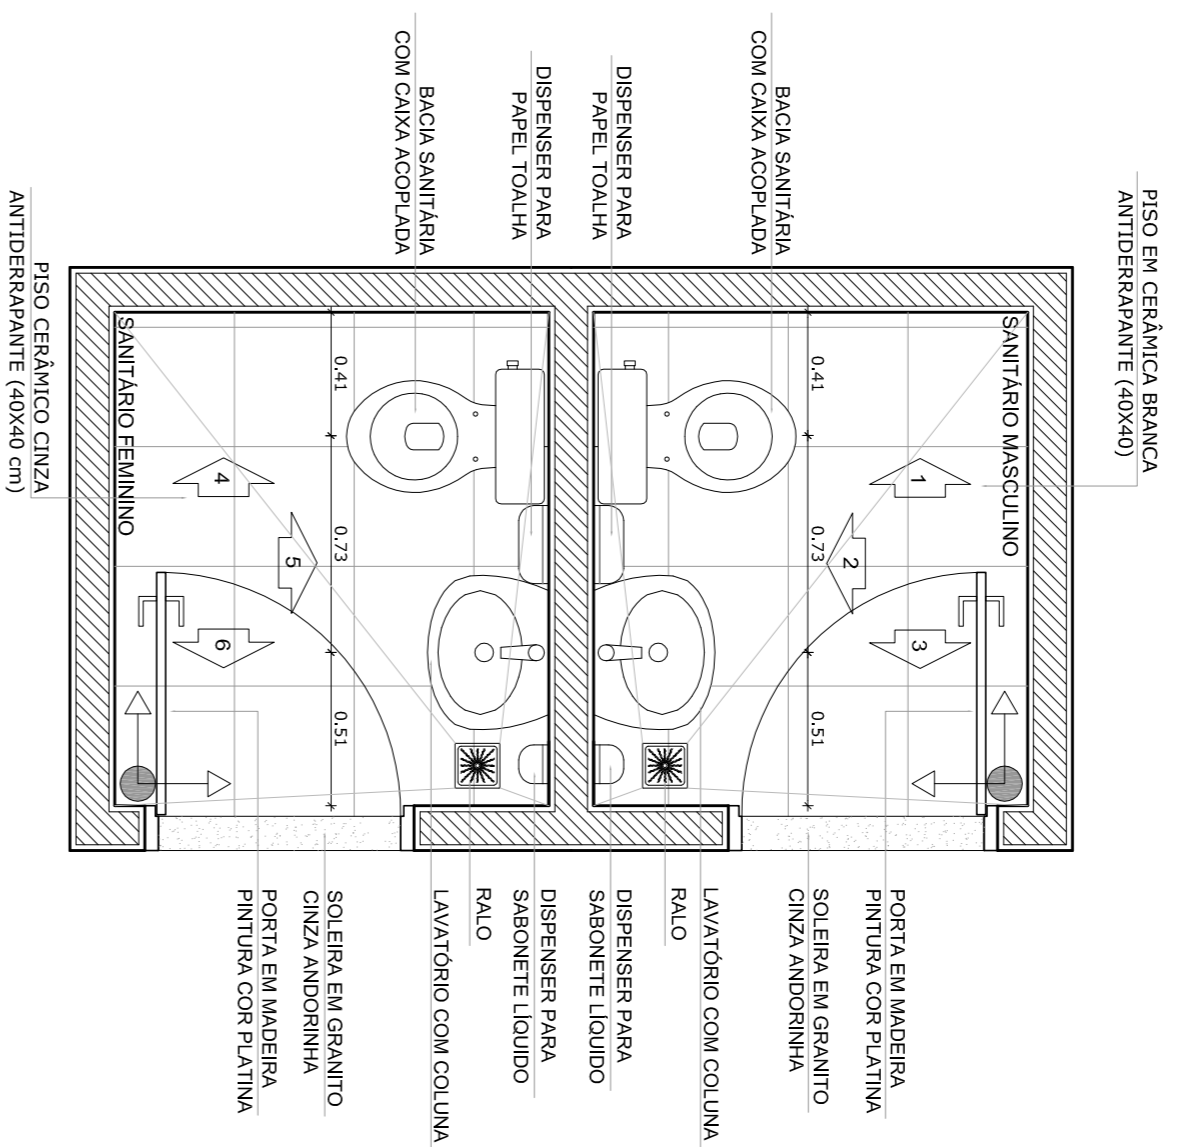 PISO EM CERÂMICA BRANCA
ANTIDERRAPANTE (40X40)
BACIA SANITÁRIA
COM CAIXA ACOPLADA
DISPENSER PARA
PAPEL TOALHA
DISPENSER PARA
PAPEL TOALHA
BACIA SANITÁRIA
COM CAIXA ACOPLADA
PISO CERÂMICO CINZA
ANTIDERRAPANTE (40X40 cm)
SANITÁRIO MASCULINO
0.41
0.73
0.51
1
2
3
SANITÁRIO FEMININO
0.41
0.73
0.51
4
5
6
PORTA EM MADEIRA
PINTURA COR PLATINA
SOLEIRA EM GRANITO
CINZA ANDORINHA
LAVATÓRIO COM COLUNA
RALO
DISPENSER PARA
SABONETE LÍQUIDO
DISPENSER PARA
SABONETE LÍQUIDO
RALO
LAVATÓRIO COM COLUNA
SOLEIRA EM GRANITO
CINZA ANDORINHA
PORTA EM MADEIRA
PINTURA COR PLATINA